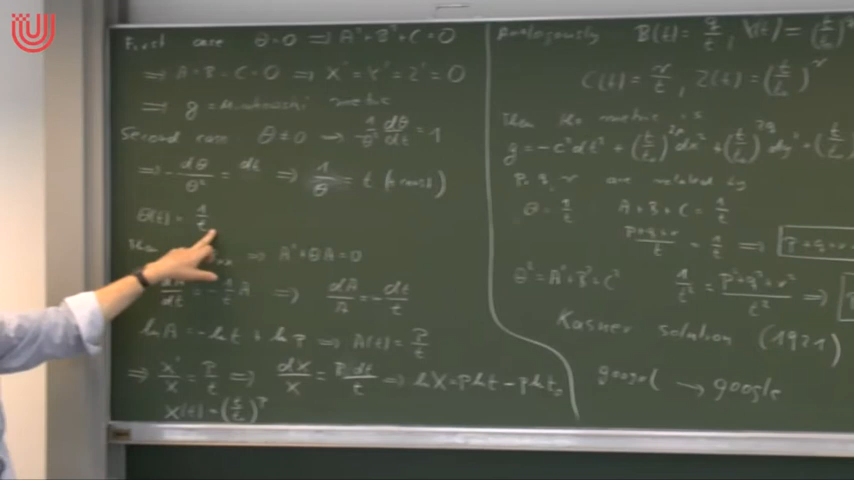 First case θ=0 ⟹ A²+B²+C²=0
⟹ A=B=C=0 ⟹ X'=Y'=Z'=0
⟹ g = Minkowski metric
Second case θ≠0 → -1/θ² dθ/dt = 1
⟹ -dθ/θ² = dt ⟹ 1/θ = t (+const)
θ(t) = 1/t
Then ⟹ A'+θA=0
dA/dt = -1/t A ⟹ dA/A = -dt/t
ln A = -ln t + ln p ⟹ A(t) = p/t
⟹ X'/X = p/t ⟹ dX/X = p dt/t ⟹ ln X = p ln t - p ln t₀
X(t) = (t/t₀)^p
Analogously B(t) = q/t, Y(t) = (t/t₀)^q
C(t) = r/t, Z(t) = (t/t₀)^r
Then the metric is
g = -c²dt² + (t/t₀)^2p dx² + (t/t₀)^2q dy² + (t/t₀)
p, q, r are related by
θ = 1/t A+B+C = 1/t
p+q+r/t = 1/t ⟹ p+q+r
θ² = A²+B²+C² 1/t² = p²+q²+r²/t² ⟹
Kasner solution (1921)
googol → google